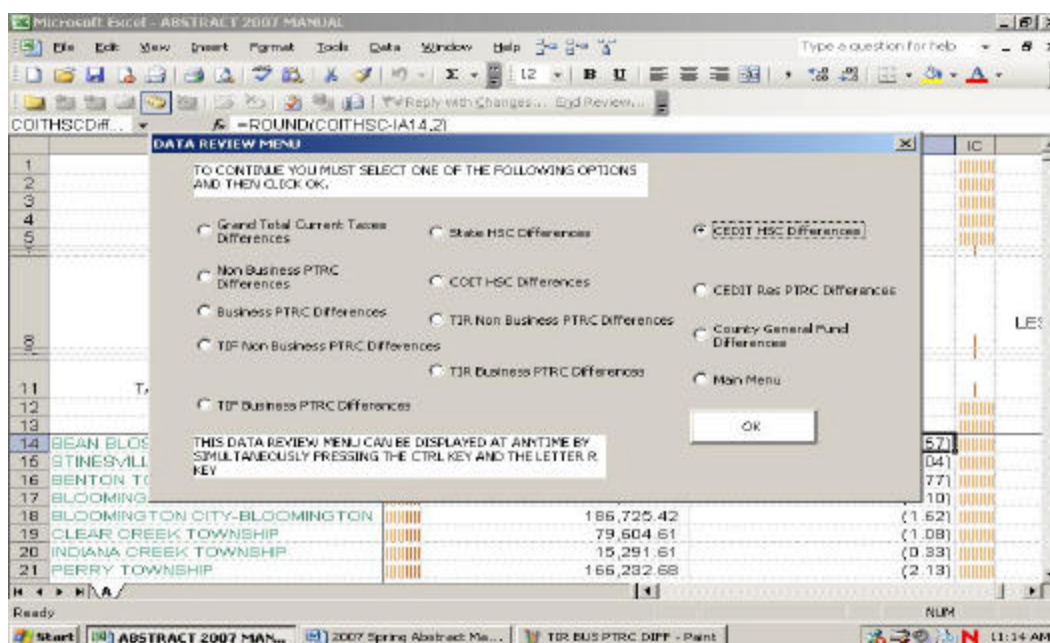 Microsoft Excel - ABSTRACT 2007 MANUAL
File Edit View Insert Format Tools Data Window Help Type a question for help
12 B U
Reply with Changes... End Review...
COITHSCDiff... fx =ROUND(COITHSC-IA14,2)
DATA REVIEW MENU
IC
TO CONTINUE YOU MUST SELECT ONE OF THE FOLLOWING OPTIONS
AND THEN CLICK OK.
Grand Total Current Taxes
Differences
State HSC Differences
CEDIT HSC Differences
Non Business PTRC
Differences
COIT HSC Differences
CEDIT Res PTRC Differences
Business PTRC Differences
TIR Non Business PTRC Differences
County General Fund
Differences
TIF Non Business PTRC Differences
TIR Business PTRC Differences
Main Menu
TIF Business PTRC Differences
OK
THIS DATA REVIEW MENU CAN BE DISPLAYED AT ANYTIME BY
SIMULTANEOUSLY PRESSING THE CTRL KEY AND THE LETTER R
KEY
1
2
3
4
5
8 LES
11
12
13
14 BEAN BLOS 57)
15 STINESVILL 04)
16 BENTON TO 77)
17 BLOOMING 10)
18 BLOOMINGTON CITY-BLOOMINGTON 186,725.42 (1.62)
19 CLEAR CREEK TOWNSHIP 79,604.61 (1.08)
20 INDIANA CREEK TOWNSHIP 15,291.61 (0.33)
21 PERRY TOWNSHIP 166,232.68 (2.13)
A
Ready NUM
Start ABSTRACT 2007 MAN... 2007 Spring Abstract Ma... TIR BUS PTRC DIFF - Paint 11:14 AM